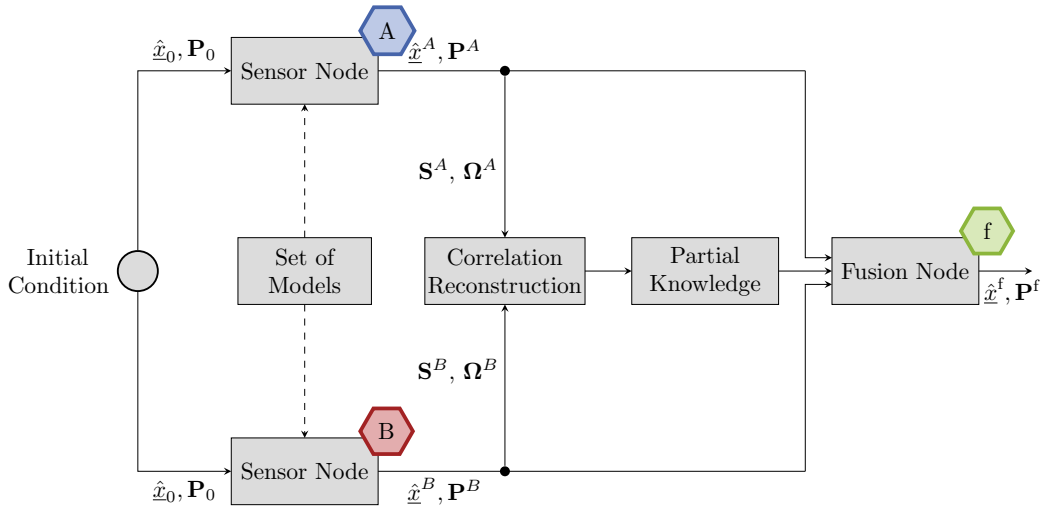 A
x̂₀, P₀
x̂ᴬ, Pᴬ
Sensor Node
Sᴬ, Ωᴬ
f
Initial
Condition
Set of
Models
Correlation
Reconstruction
Partial
Knowledge
Fusion Node
x̂ᶠ, Pᶠ
Sᴮ, Ωᴮ
B
Sensor Node
x̂₀, P₀
x̂ᴮ, Pᴮ